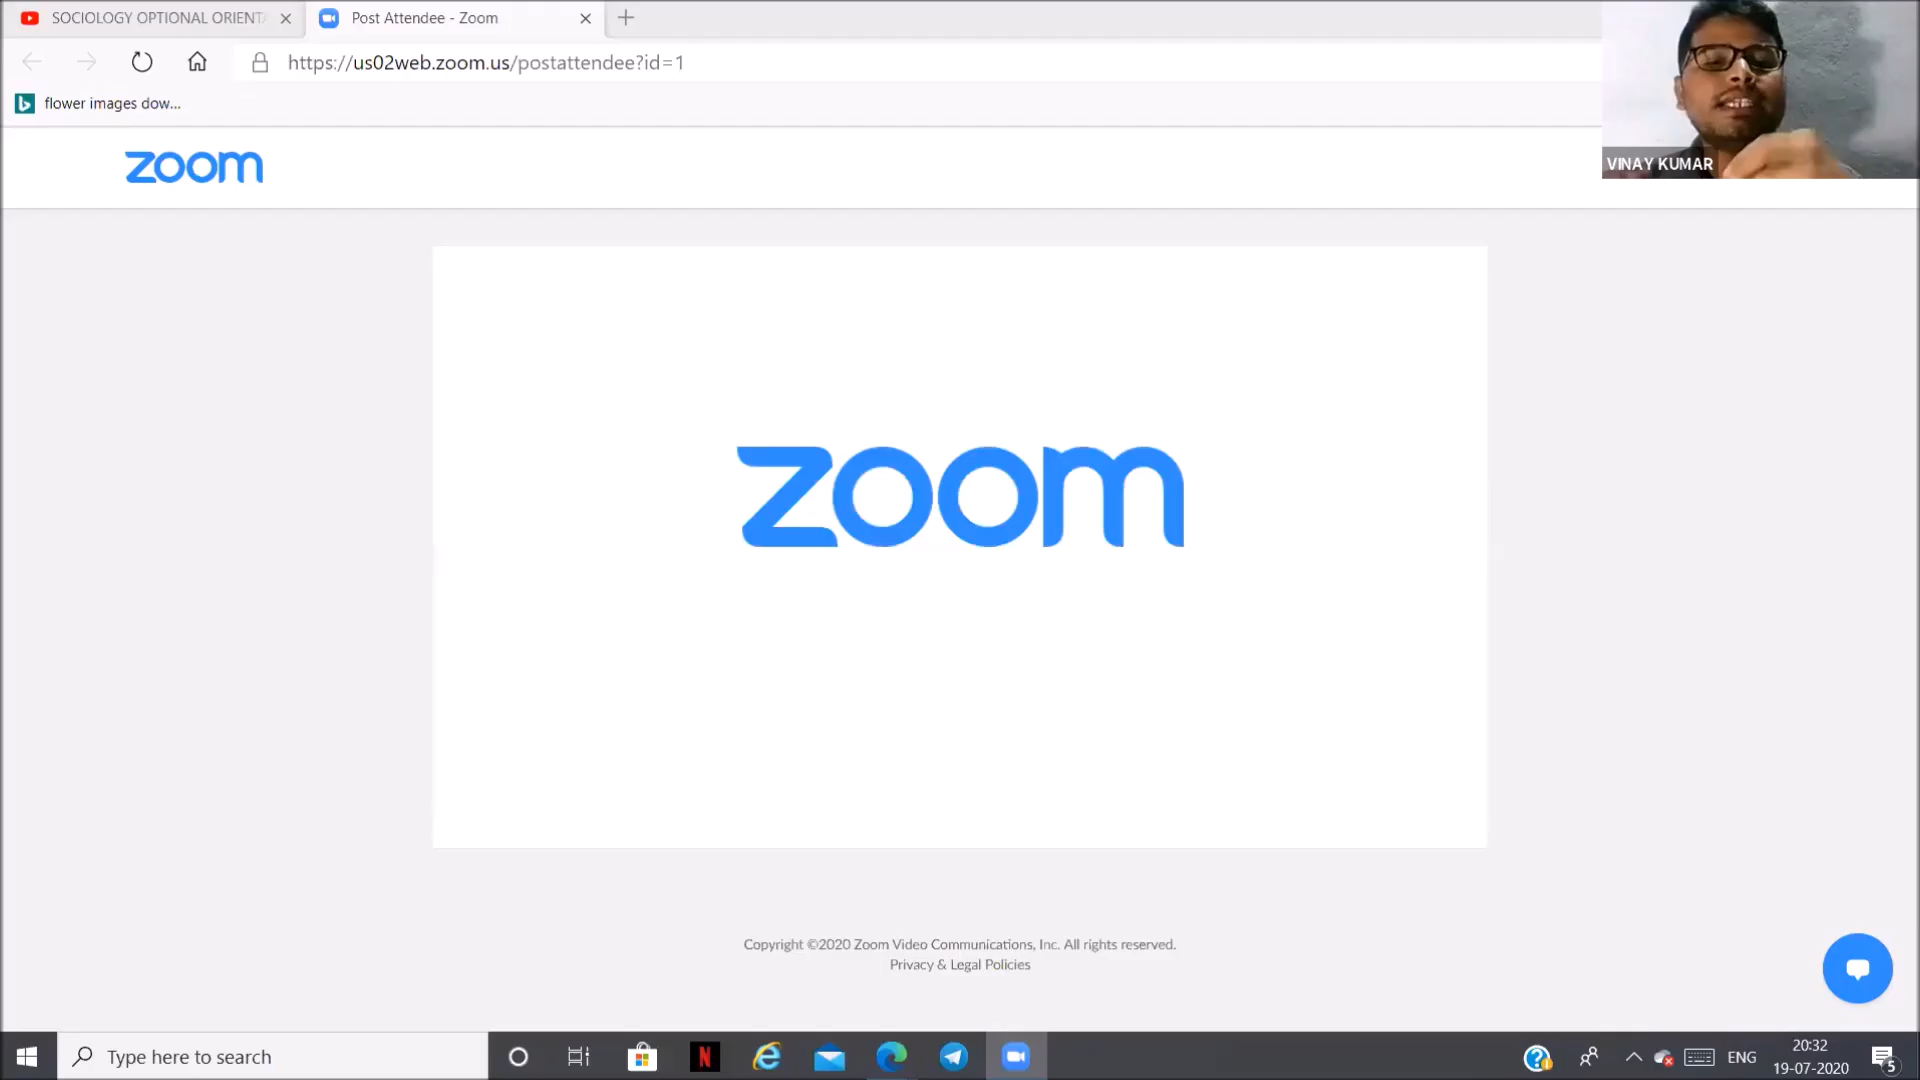 SOCIOLOGY OPTIONAL ORIENTA
Post Attendee - Zoom
https://us02web.zoom.us/postattendee?id=1
flower images dow...
zoom
VINAY KUMAR
zoom
Copyright ©2020 Zoom Video Communications, Inc. All rights reserved.
Privacy & Legal Policies
Type here to search
N
ENG
20:32
19-07-2020
5